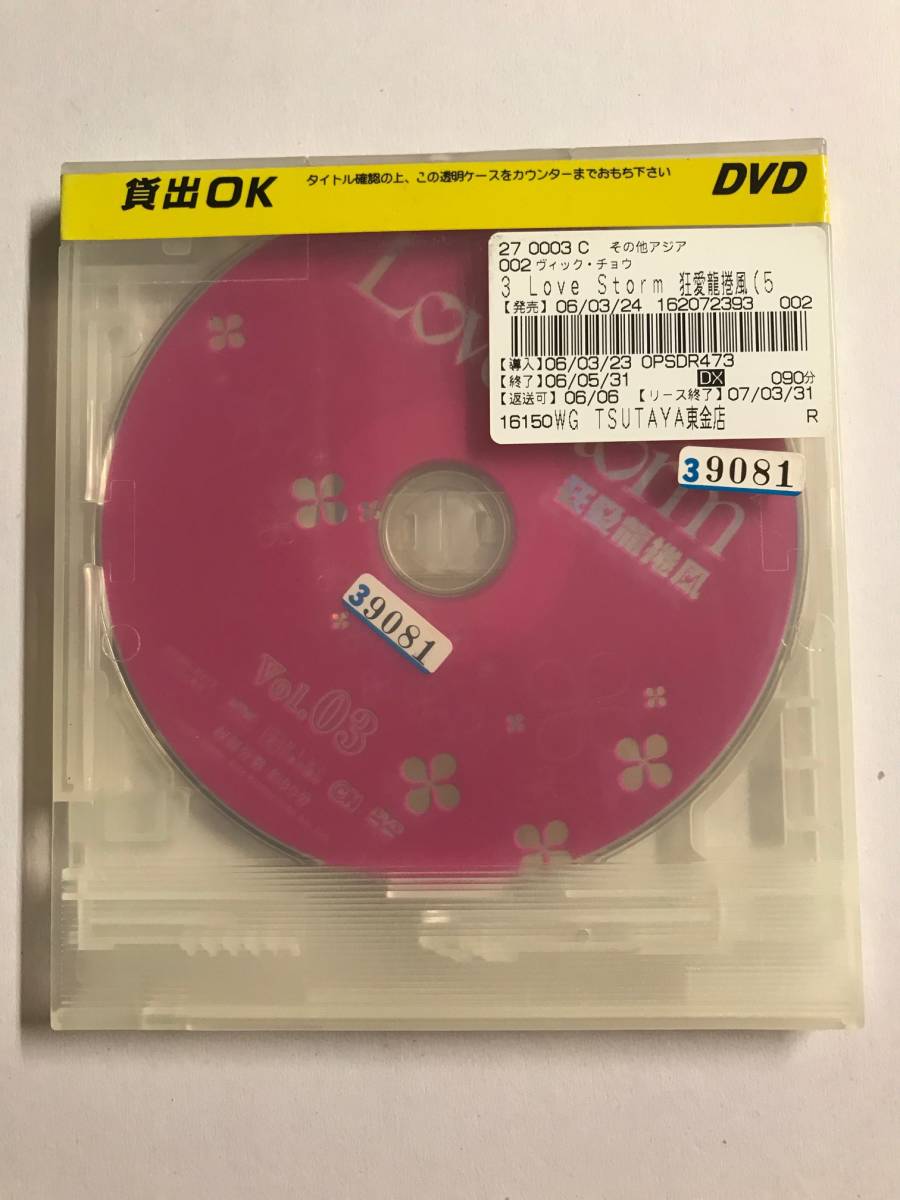 貸出OK
タイトル確認の上、この透明ケースをカウンターまでおもち下さい
DVD
27 0003 C その他アジア
002 ヴィック・チョウ
3 Love Storm 狂愛龍捲風(5
【発売】06/03/24 162072393 002
【導入】06/03/23 OPSDR473
【終了】06/05/31 DX 090分
【返送可】06/06 【リース終了】07/03/31
16150WG TSUTAYA東金店 R
39081
狂愛龍捲風
39081
Vol.03
DVD